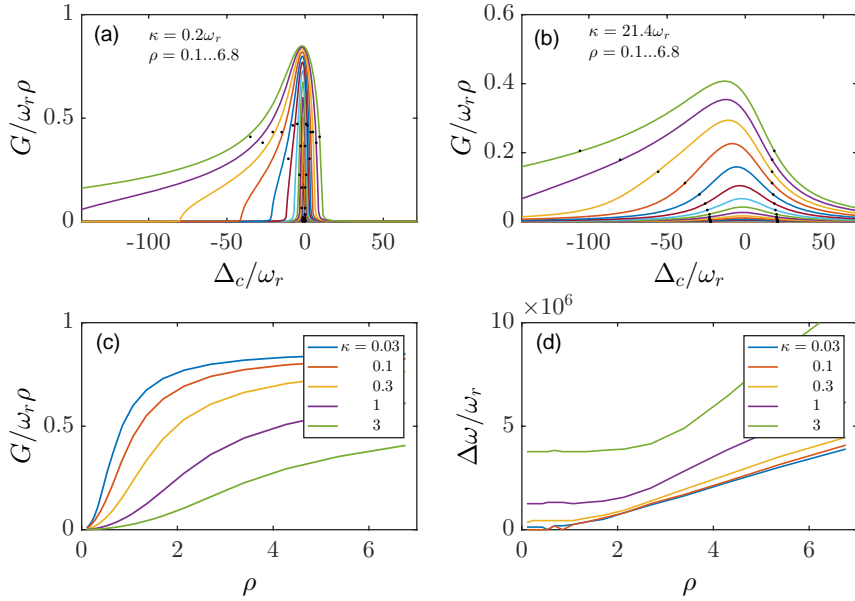 (a)
κ = 0.2ω_r
ρ = 0.1...6.8
G/ω_rρ
1
0.5
0
-100
-50
0
50
Δ_c/ω_r
(b)
κ = 21.4ω_r
ρ = 0.1...6.8
G/ω_rρ
0.6
0.4
0.2
0
-100
-50
0
50
Δ_c/ω_r
(c)
κ = 0.03
0.1
0.3
1
3
G/ω_rρ
1
0.5
0
0
2
4
6
ρ
×10^6
(d)
κ = 0.03
0.1
0.3
1
3
Δω/ω_r
10
5
0
0
2
4
6
ρ